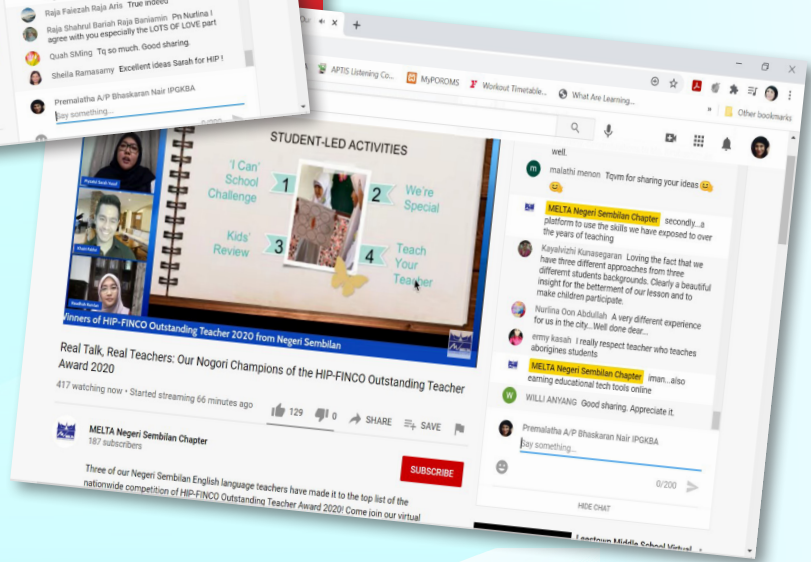 Raja Faiezah Raja Aris True indeed
Raja Shahrul Bariah Raja Baniamin Pn Nurlina I
agree with you especially the LOTS OF LOVE part
Quah SMing Tq so much. Good sharing.
Sheila Ramasamy Excellent ideas Sarah for HIP !
Premalatha A/P Bhaskaran Nair IPGKBA
Say something...
0/200
APTIS Listening Co...
MyPOROMS
Workout Timetable...
What Are Learning...
Other bookmarks
STUDENT-LED ACTIVITIES
'I Can'
School
Challenge
1
2
We're
Special
Kids'
Review
3
4
Teach
Your
Teacher
Winners of HIP-FINCO Outstanding Teacher 2020 from Negeri Sembilan
Real Talk, Real Teachers: Our Nogori Champions of the HIP-FINCO Outstanding Teacher
Award 2020
417 watching now • Started streaming 66 minutes ago
129
0
SHARE
SAVE
MELTA Negeri Sembilan Chapter
187 subscribers
SUBSCRIBE
Three of our Negeri Sembilan English language teachers have made it to the top list of the
nationwide competition of HIP-FINCO Outstanding Teacher Award 2020! Come join our virtual
well.
m
malathi menon Tqvm for sharing your ideas
MELTA Negeri Sembilan Chapter secondly...a
platform to use the skills we have exposed to over
the years of teaching
Kayalvizhi Kunasegaran Loving the fact that we
have three different approaches from three
differernt students backgrounds. Clearly a beautiful
insight for the betterment of our lesson and to
make children participate.
Nurlina Oon Abdullah A very different experience
for us in the city...Well done dear...
ermy kasah I really respect teacher who teaches
aborigines students
MELTA Negeri Sembilan Chapter iman...also
earning educational tech tools online
W
WILLI ANYANG Good sharing. Appreciate it.
Premalatha A/P Bhaskaran Nair IPGKBA
Say something...
0/200
HIDE CHAT
Leestown Middle School Virtual